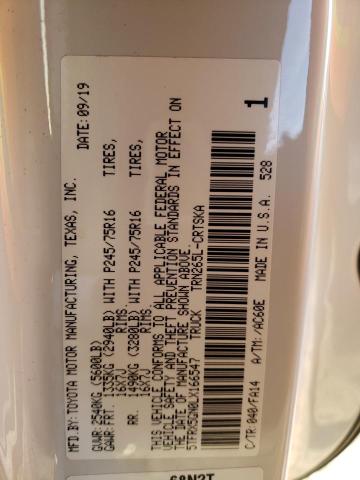 MFD.BY: TOYOTA MOTOR MANUFACTURING, TEXAS, INC. DATE: 09/19
GVWR: 2540KG (5600LB)
GAWR: FRT. 1335KG (2940LB) WITH P245/75R16 TIRES,
16X7J RIMS,
RR. 1490KG (3280LB) WITH P245/75R16 TIRES,
16X7J RIMS
THIS VEHICLE CONFORMS TO ALL APPLICABLE FEDERAL MOTOR
VEHICLE SAFETY AND THEFT PREVENTION STANDARDS IN EFFECT ON
THE DATE OF MANUFACTURE SHOWN ABOVE.
5TFRX5GN0LX166547 TRUCK TRN265L-CRTSKA 1
C/TR: 040/FA14 A/TM: /AC60E MADE IN U.S.A. 528
68N2T